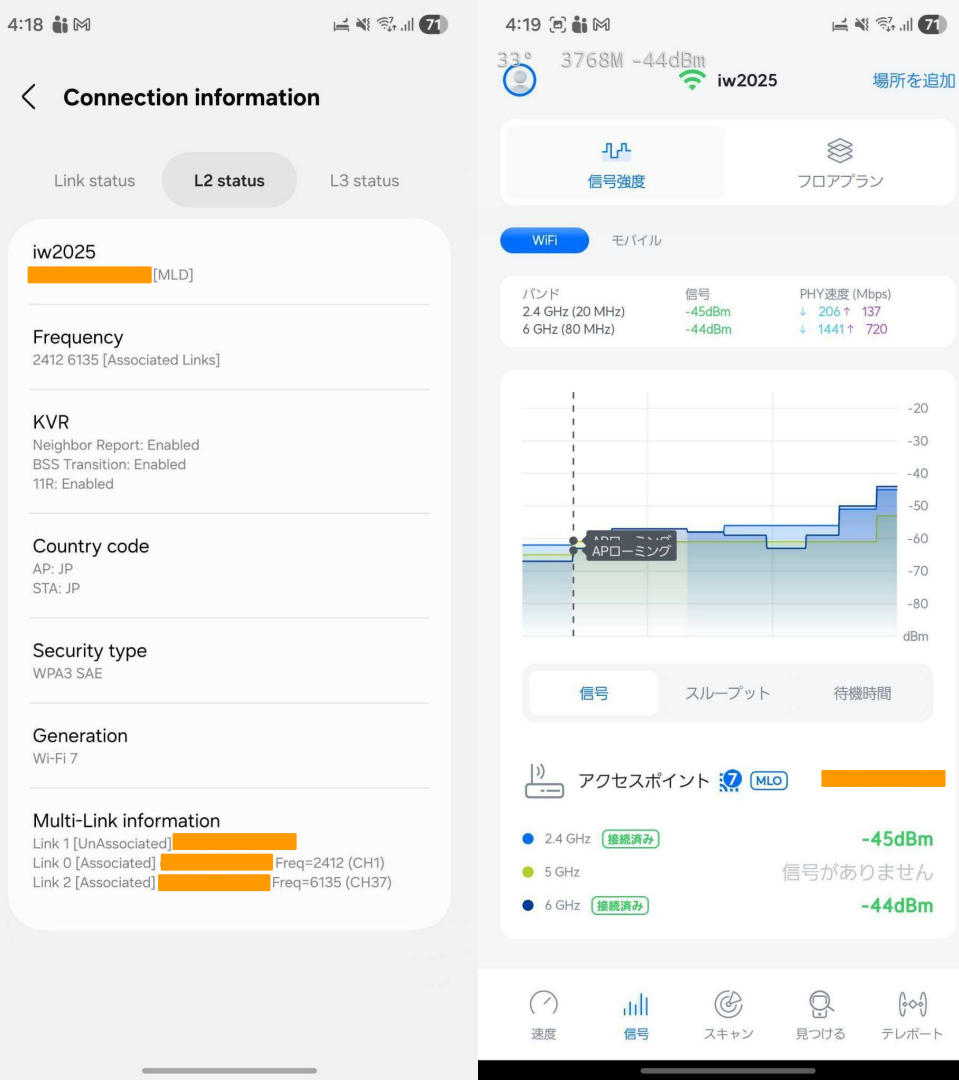 4:18
71
Connection information
Link status
L2 status
L3 status
iw2025
[MLD]
Frequency
2412 6135 [Associated Links]
KVR
Neighbor Report: Enabled
BSS Transition: Enabled
11R: Enabled
Country code
AP: JP
STA: JP
Security type
WPA3 SAE
Generation
Wi-Fi 7
Multi-Link information
Link 1 [UnAssociated]
Link 0 [Associated] Freq=2412 (CH1)
Link 2 [Associated] Freq=6135 (CH37)
4:19
71
33° 3768M -44dBm
iw2025
場所を追加
信号強度
フロアプラン
WiFi
モバイル
バンド 信号 PHY速度 (Mbps)
2.4 GHz (20 MHz) -45dBm ↓ 206↑ 137
6 GHz (80 MHz) -44dBm ↓ 1441↑ 720
-20
-30
-40
-50
-60
-70
-80
dBm
APローミング
APローミング
信号
スループット
待機時間
アクセスポイント 7 MLO
2.4 GHz 接続済み -45dBm
5 GHz 信号がありません
6 GHz 接続済み -44dBm
速度
信号
スキャン
見つける
テレポート